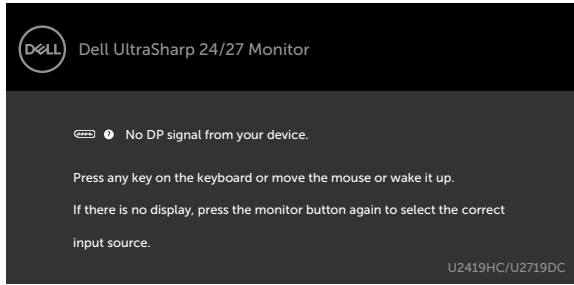 DELL
Dell UltraSharp 24/27 Monitor
? No DP signal from your device.
Press any key on the keyboard or move the mouse or wake it up.
If there is no display, press the monitor button again to select the correct
input source.
U2419HC/U2719DC